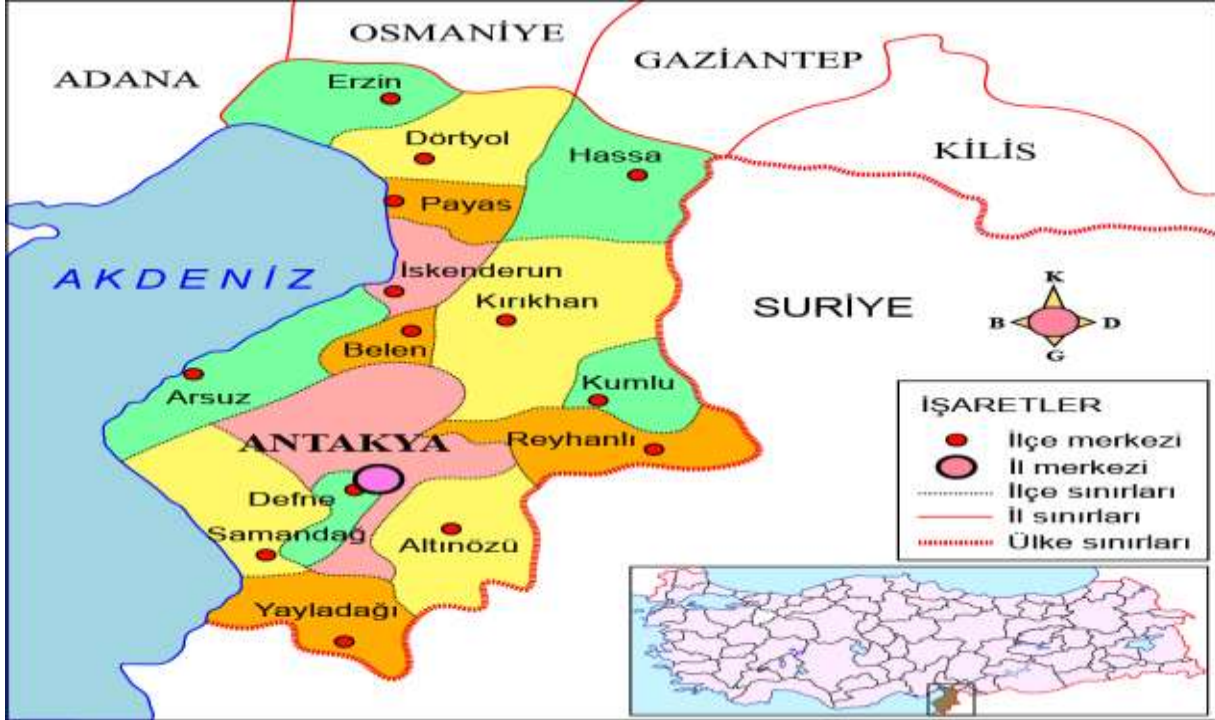 OSMANİYE
GAZİANTEP
ADANA
Erzin
Dörtyol
Hassa
KİLİS
Payas
AKDENİZ
İskenderun
Kırıkhan
SURİYE
K
B
D
G
Belen
Arsuz
Kumlu
ANTAKYA
Reyhanlı
Defne
Samandağ
Altınözü
Yayladağı
İŞARETLER
İlçe merkezi
İl merkezi
İlçe sınırları
İl sınırları
Ülke sınırları